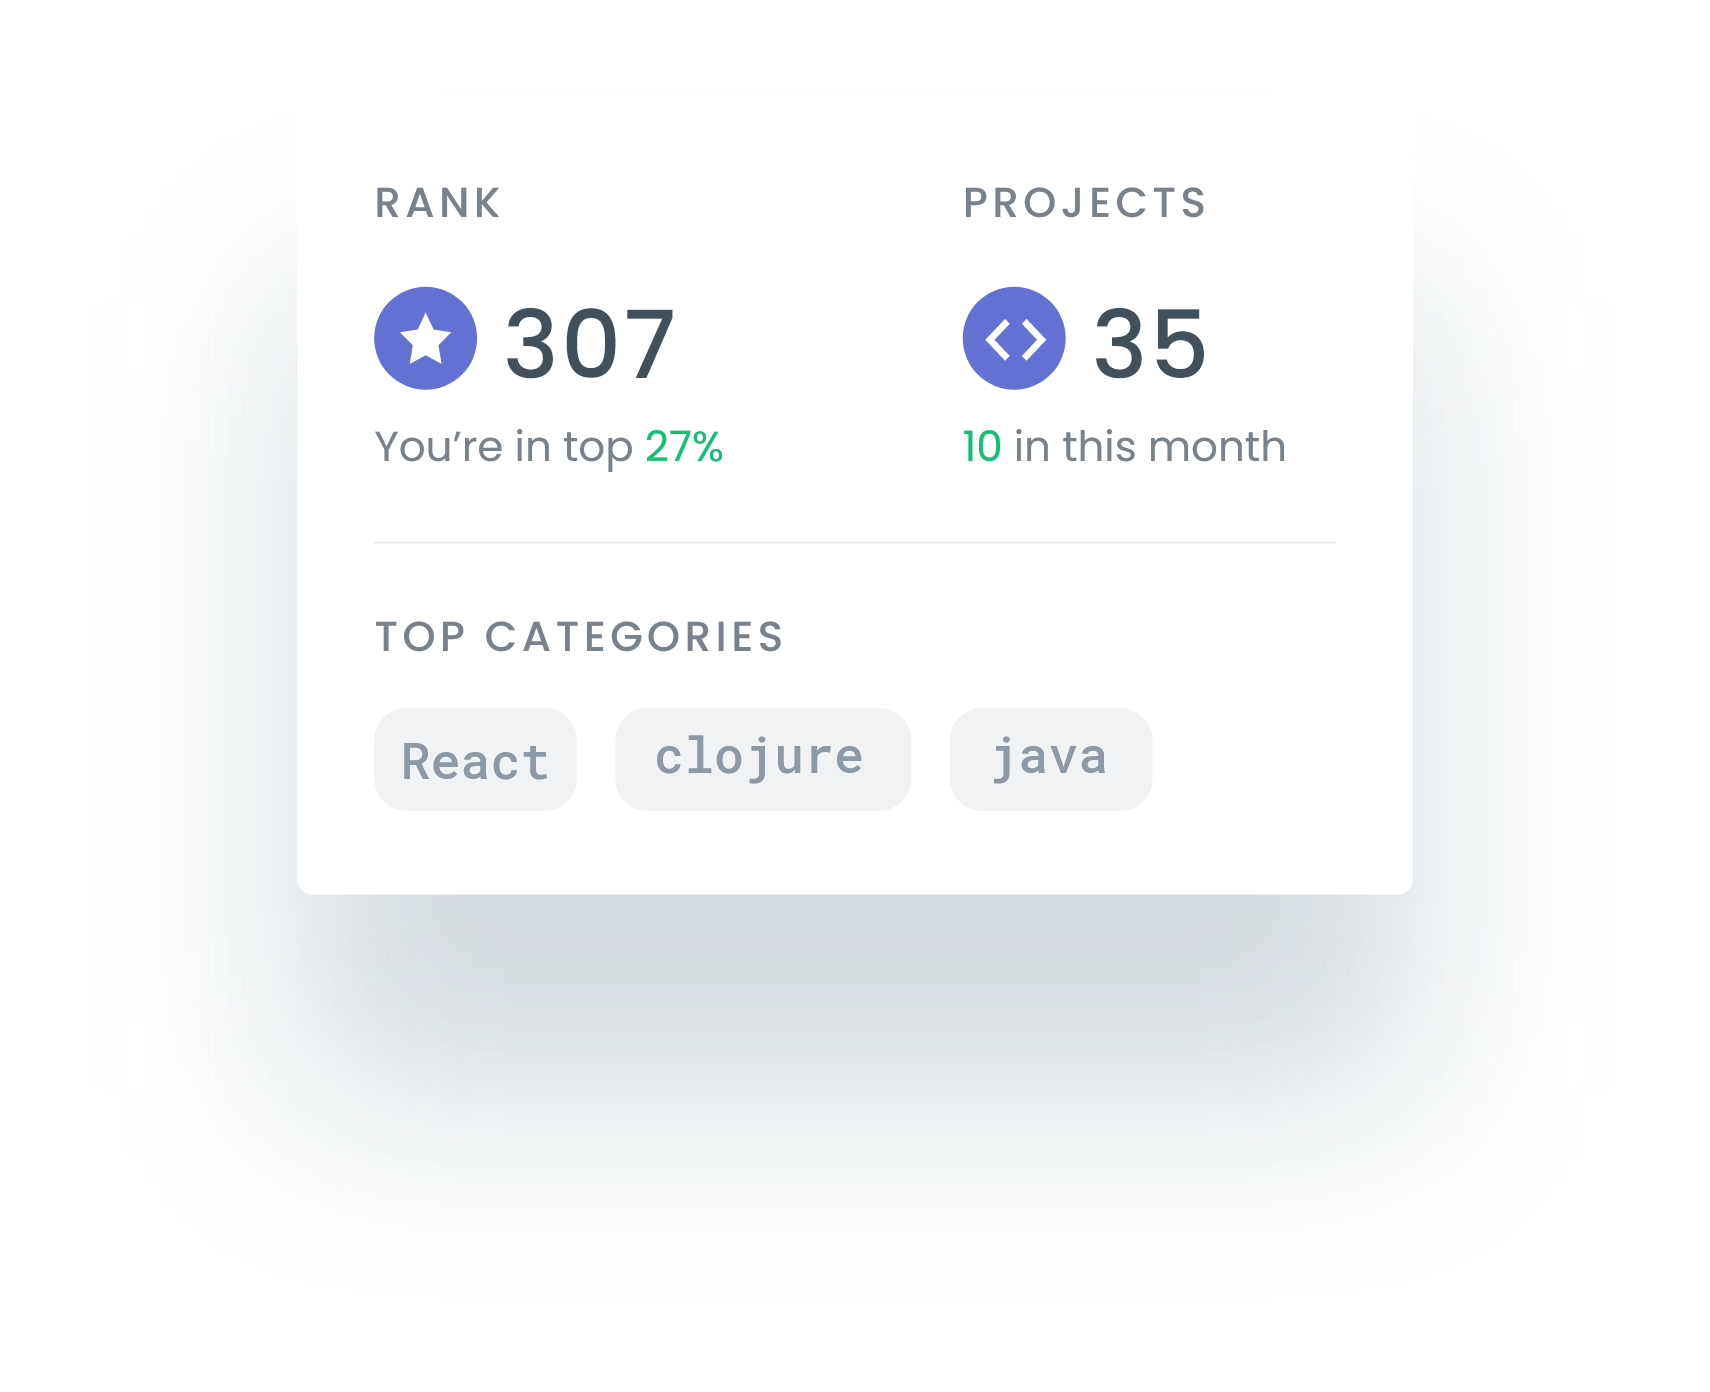 RANK
PROJECTS
307
35
You’re in top 27%
10 in this month
TOP CATEGORIES
React
clojure
java